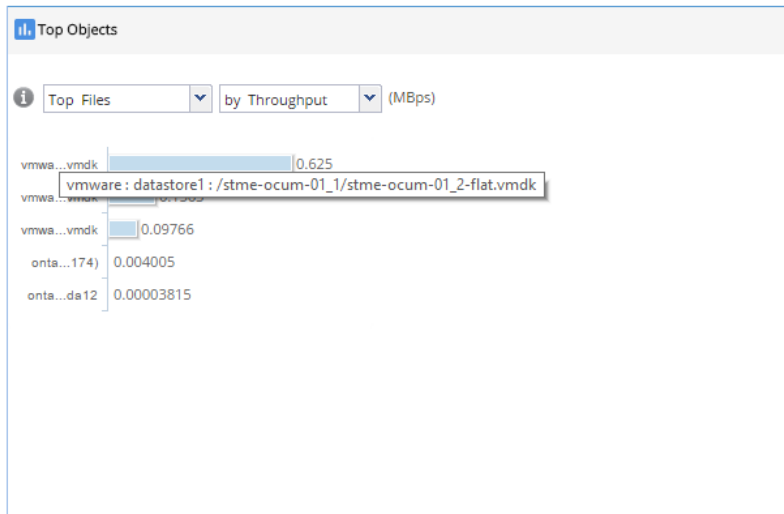 Top Objects
Top Files by Throughput (MBps)
vmwa...vmdk 0.625
vmware : datastore1 : /stme-ocum-01_1/stme-ocum-01_2-flat.vmdk
vmwa...vmdk
vmwa...vmdk 0.09766
onta...174) 0.004005
onta...da12 0.00003815